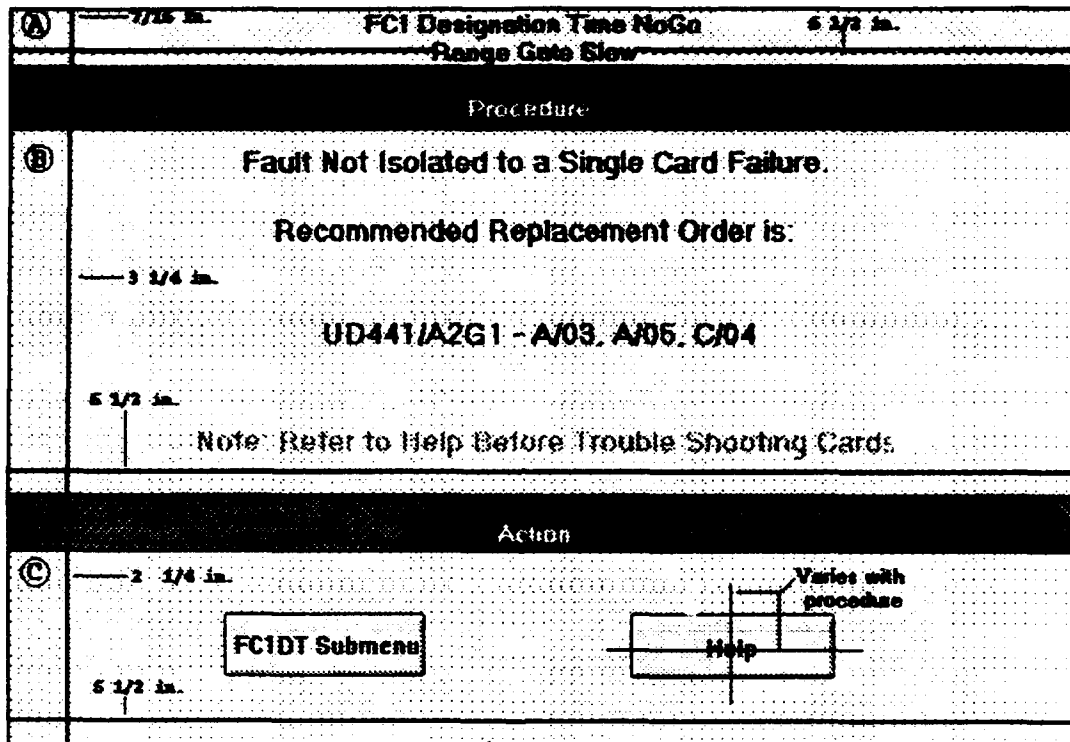 A
7/16 in.
FC1 Designation Time NoGo
6 1/2 in.
Range Gate Slew
Procedure
B
Fault Not Isolated to a Single Card Failure.
Recommended Replacement Order is:
3 1/4 in.
UD441/A2G1 - A/03, A/05, C/04
6 1/2 in.
Note: Refer to Help Before Trouble Shooting Cards
Action
C
2 1/4 in.
Varies with
procedure
FC1DT Submenu
Help
6 1/2 in.